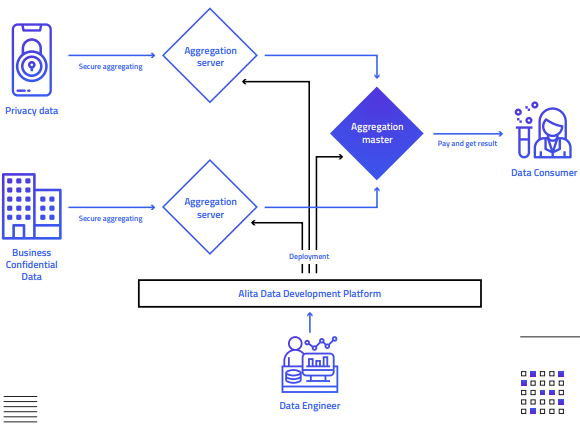 Aggregation
server
Secure aggregating
Privacy data
Aggregation
master
Pay and get result
Data Consumer
Aggregation
server
Secure aggregating
Business
Confidential
Data
Deployment
Alita Data Development Platform
Data Engineer